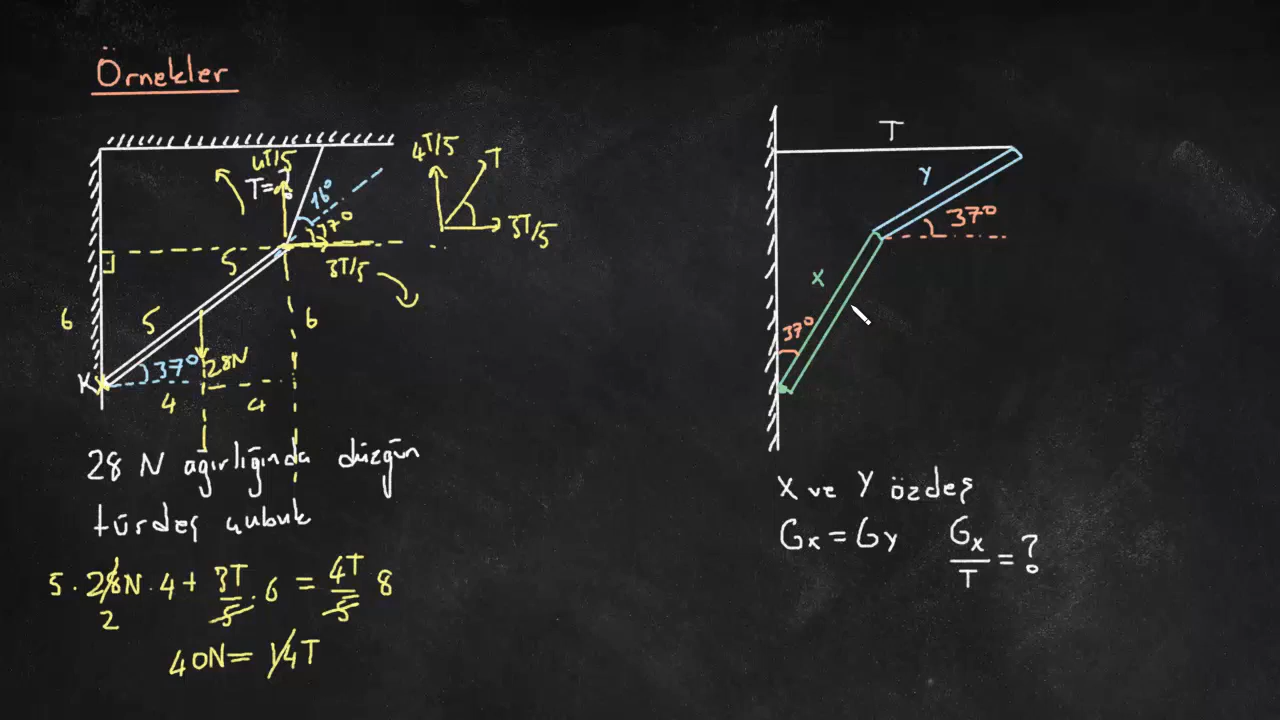 Örnekler
4T/5
T=?
16°
37°
5
3T/5
6
5
6
K
37°
28N
4
4
4T/5
T
3T/5
28 N ağırlığında düzgün
türdeş çubuk
5 . 28N . 4 + 3T/5 . 6 = 4T/5 8
2
40N = 14T
T
Y
37°
X
37°
X ve Y özdeş
Gx = Gy Gx/T = ?